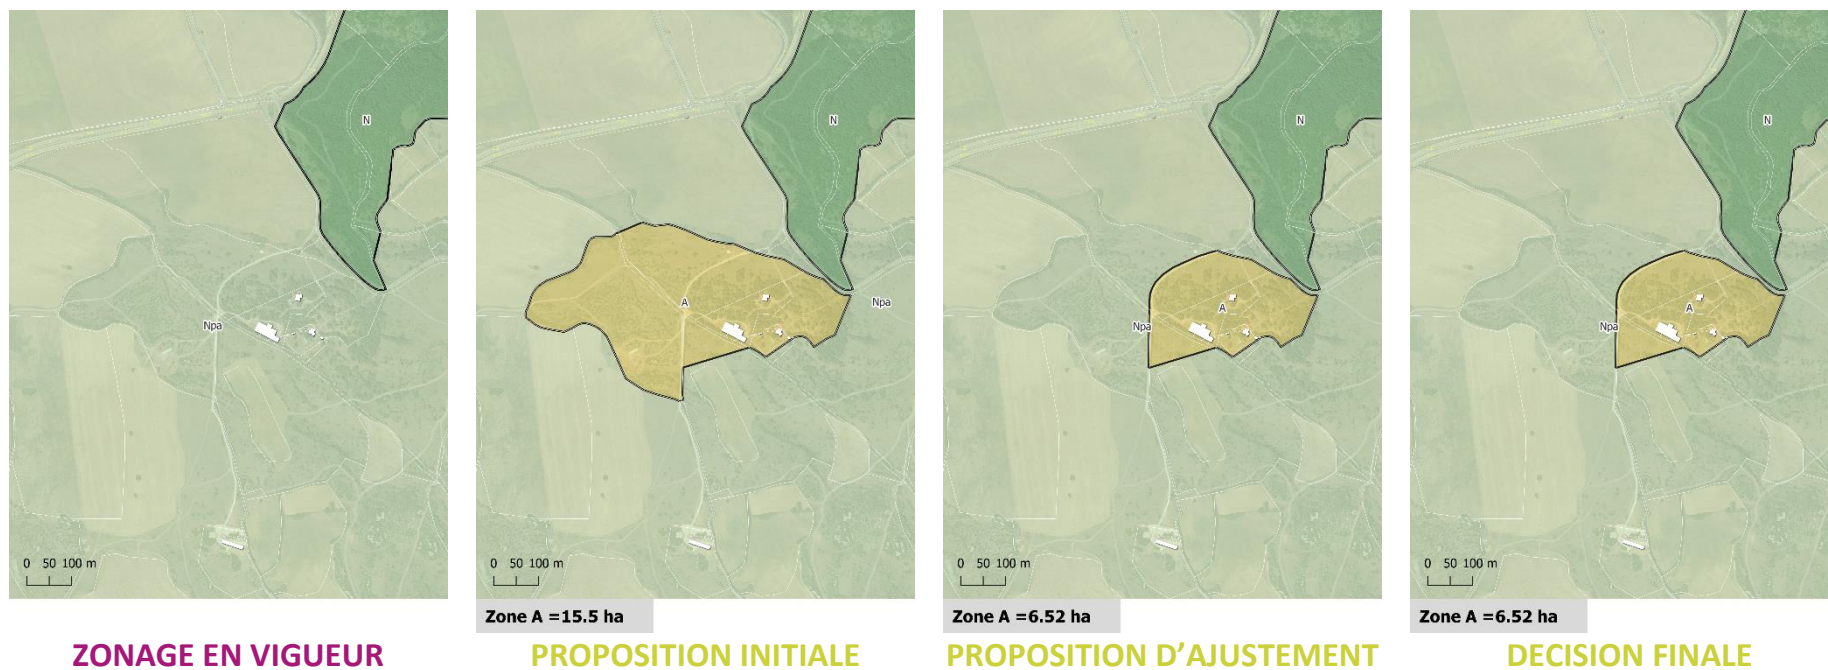 N
Npa
0 50 100 m
ZONAGE EN VIGUEUR
N
A
Npa
0 50 100 m
Zone A =15.5 ha
PROPOSITION INITIALE
N
A
Npa
0 50 100 m
Zone A =6.52 ha
PROPOSITION D’AJUSTEMENT
N
A
Npa
0 50 100 m
Zone A =6.52 ha
DECISION FINALE